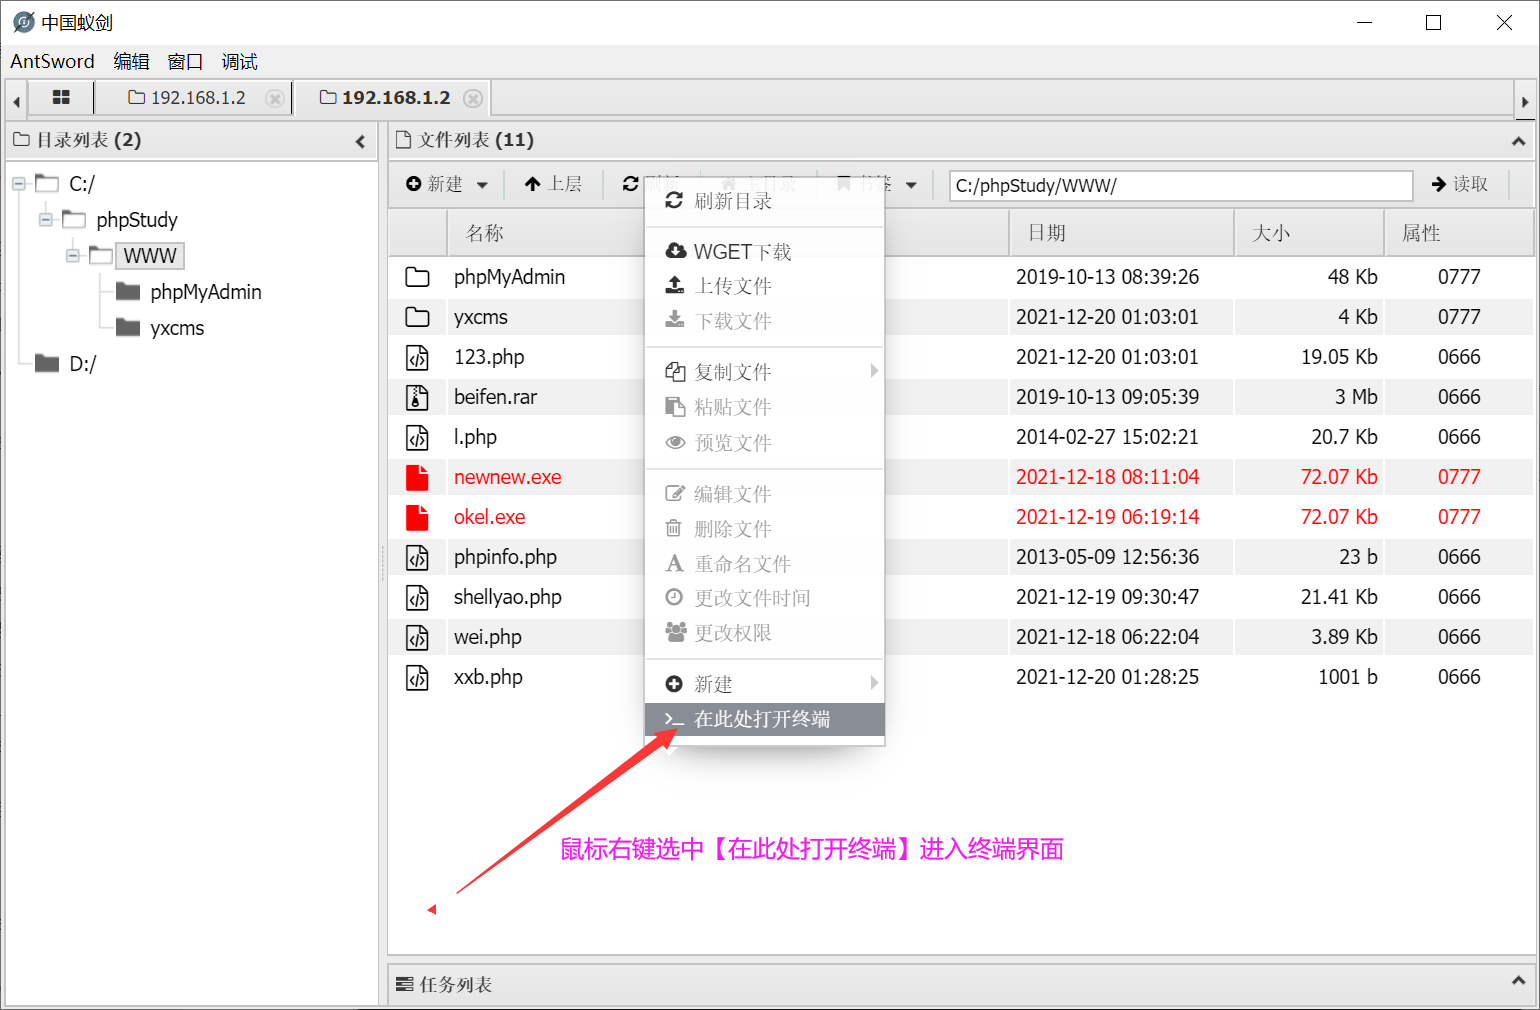 中国蚁剑
AntSword 编辑 窗口 调试
192.168.1.2 192.168.1.2
目录列表 (2)
C:/
phpStudy
WWW
phpMyAdmin
yxcms
D:/
文件列表 (11)
新建 上层 刷新 主目录 书签 C:/phpStudy/WWW/ 读取
名称 日期 大小 属性
phpMyAdmin 2019-10-13 08:39:26 48 Kb 0777
yxcms 2021-12-20 01:03:01 4 Kb 0777
123.php 2021-12-20 01:03:01 19.05 Kb 0666
beifen.rar 2019-10-13 09:05:39 3 Mb 0666
l.php 2014-02-27 15:02:21 20.7 Kb 0666
newnew.exe 2021-12-18 08:11:04 72.07 Kb 0777
okel.exe 2021-12-19 06:19:14 72.07 Kb 0777
phpinfo.php 2013-05-09 12:56:36 23 b 0666
shellyao.php 2021-12-19 09:30:47 21.41 Kb 0666
wei.php 2021-12-18 06:22:04 3.89 Kb 0666
xxb.php 2021-12-20 01:28:25 1001 b 0666
刷新目录
WGET下载
上传文件
下载文件
复制文件
粘贴文件
预览文件
编辑文件
删除文件
重命名文件
更改文件时间
更改权限
新建
在此处打开终端
鼠标右键选中【在此处打开终端】进入终端界面
任务列表